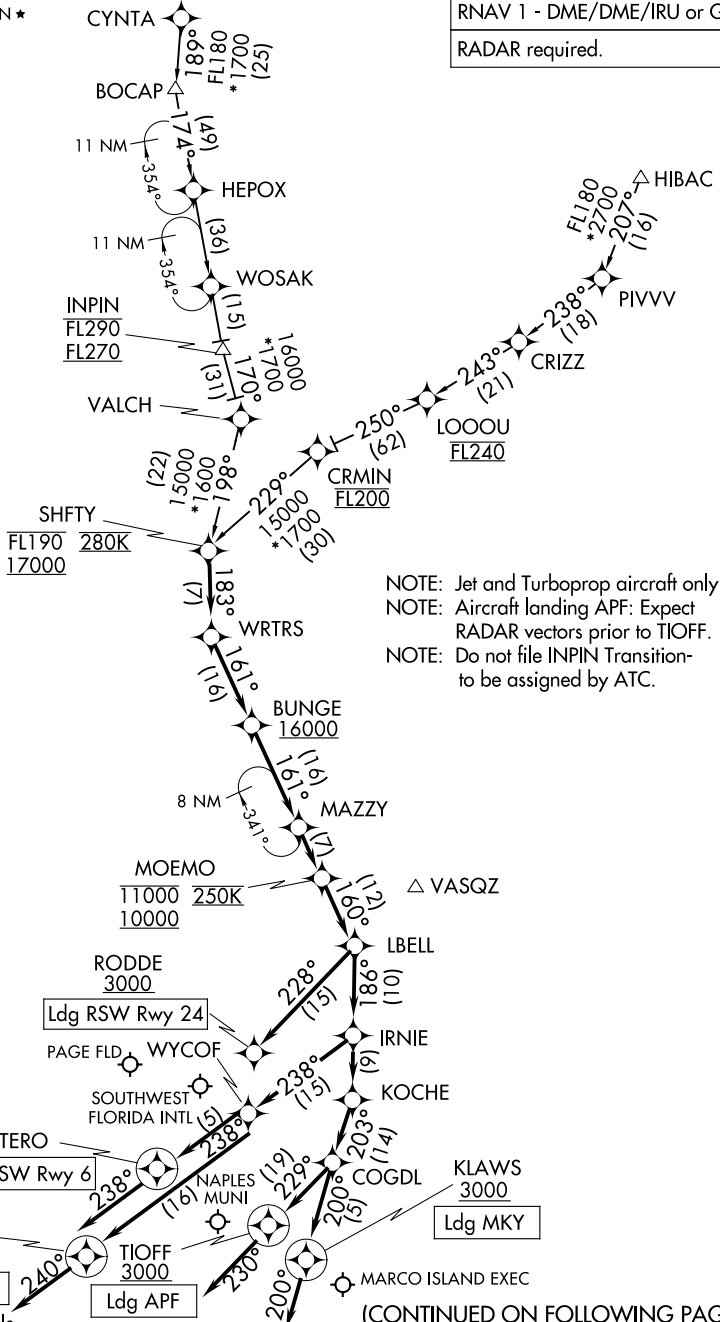 N ★
CYNTA
RNAV 1 - DME/DME/IRU or G
RADAR required.
189°
FL180
*1700
(25)
BOCAP
(49)
174°
11 NM
354°
HEPOX
HIBAC
FL180
*2700
207°
(16)
(36)
11 NM
354°
WOSAK
PIVVV
INPIN
FL290
FL270
(15)
238°
(18)
CRIZZ
16000
*1700
170°
(31)
243°
(21)
VALCH
LOOOU
FL240
250°
(62)
CRMIN
FL200
(22)
15000
*1600
198°
229°
15000
*1700
(30)
SHFTY
FL190 280K
17000
183°
(7)
NOTE: Jet and Turboprop aircraft only
NOTE: Aircraft landing APF: Expect
RADAR vectors prior to TIOFF.
NOTE: Do not file INPIN Transition-
to be assigned by ATC.
WRTRS
161°
(16)
BUNGE
16000
(16)
161°
8 NM
341°
MAZZY
(7)
MOEMO
11000 250K
10000
(12)
160°
VASQZ
LBELL
RODDE
3000
Ldg RSW Rwy 24
228°
(15)
186°
(10)
IRNIE
PAGE FLD
WYCOF
238°
(15)
(9)
SOUTHWEST
FLORIDA INTL
KOCHE
(5)
238°
203°
(14)
TERO
SW Rwy 6
238°
(16)
NAPLES
MUNI
(19)
229°
COGDL
200°
(5)
KLAWS
3000
Ldg MKY
240°
TIOFF
3000
Ldg APF
230°
200°
MARCO ISLAND EXEC
(CONTINUED ON FOLLOWING PAG